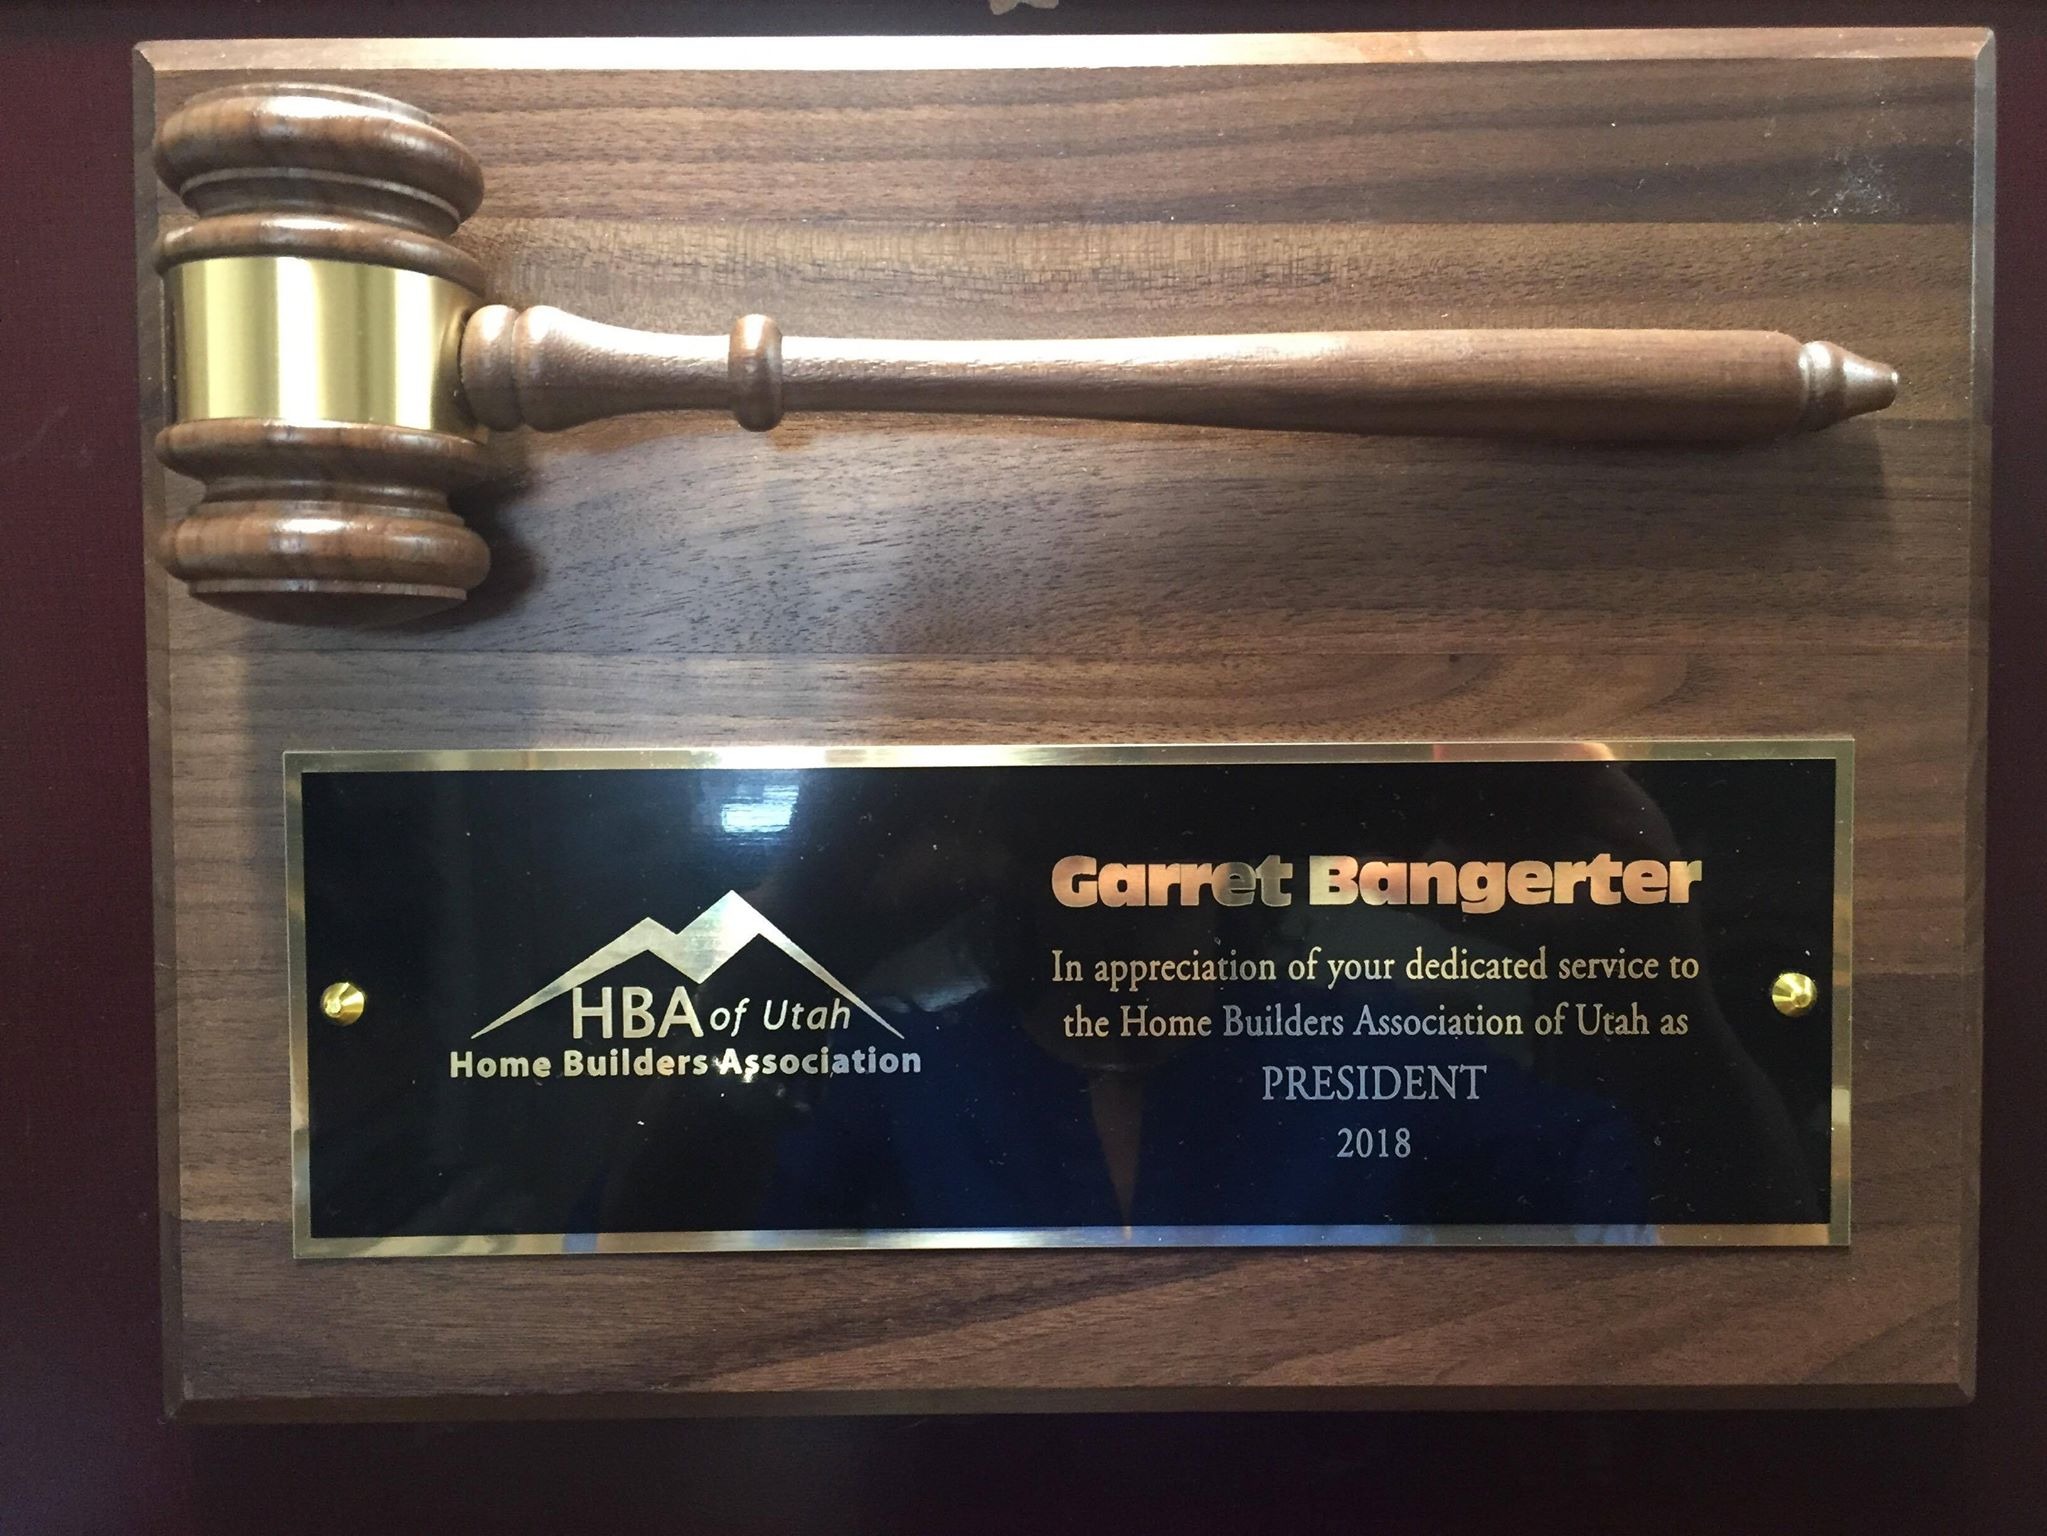 HBA of Utah
Home Builders Association
Garret Bangerter
In appreciation of your dedicated service to
the Home Builders Association of Utah as
PRESIDENT
2018